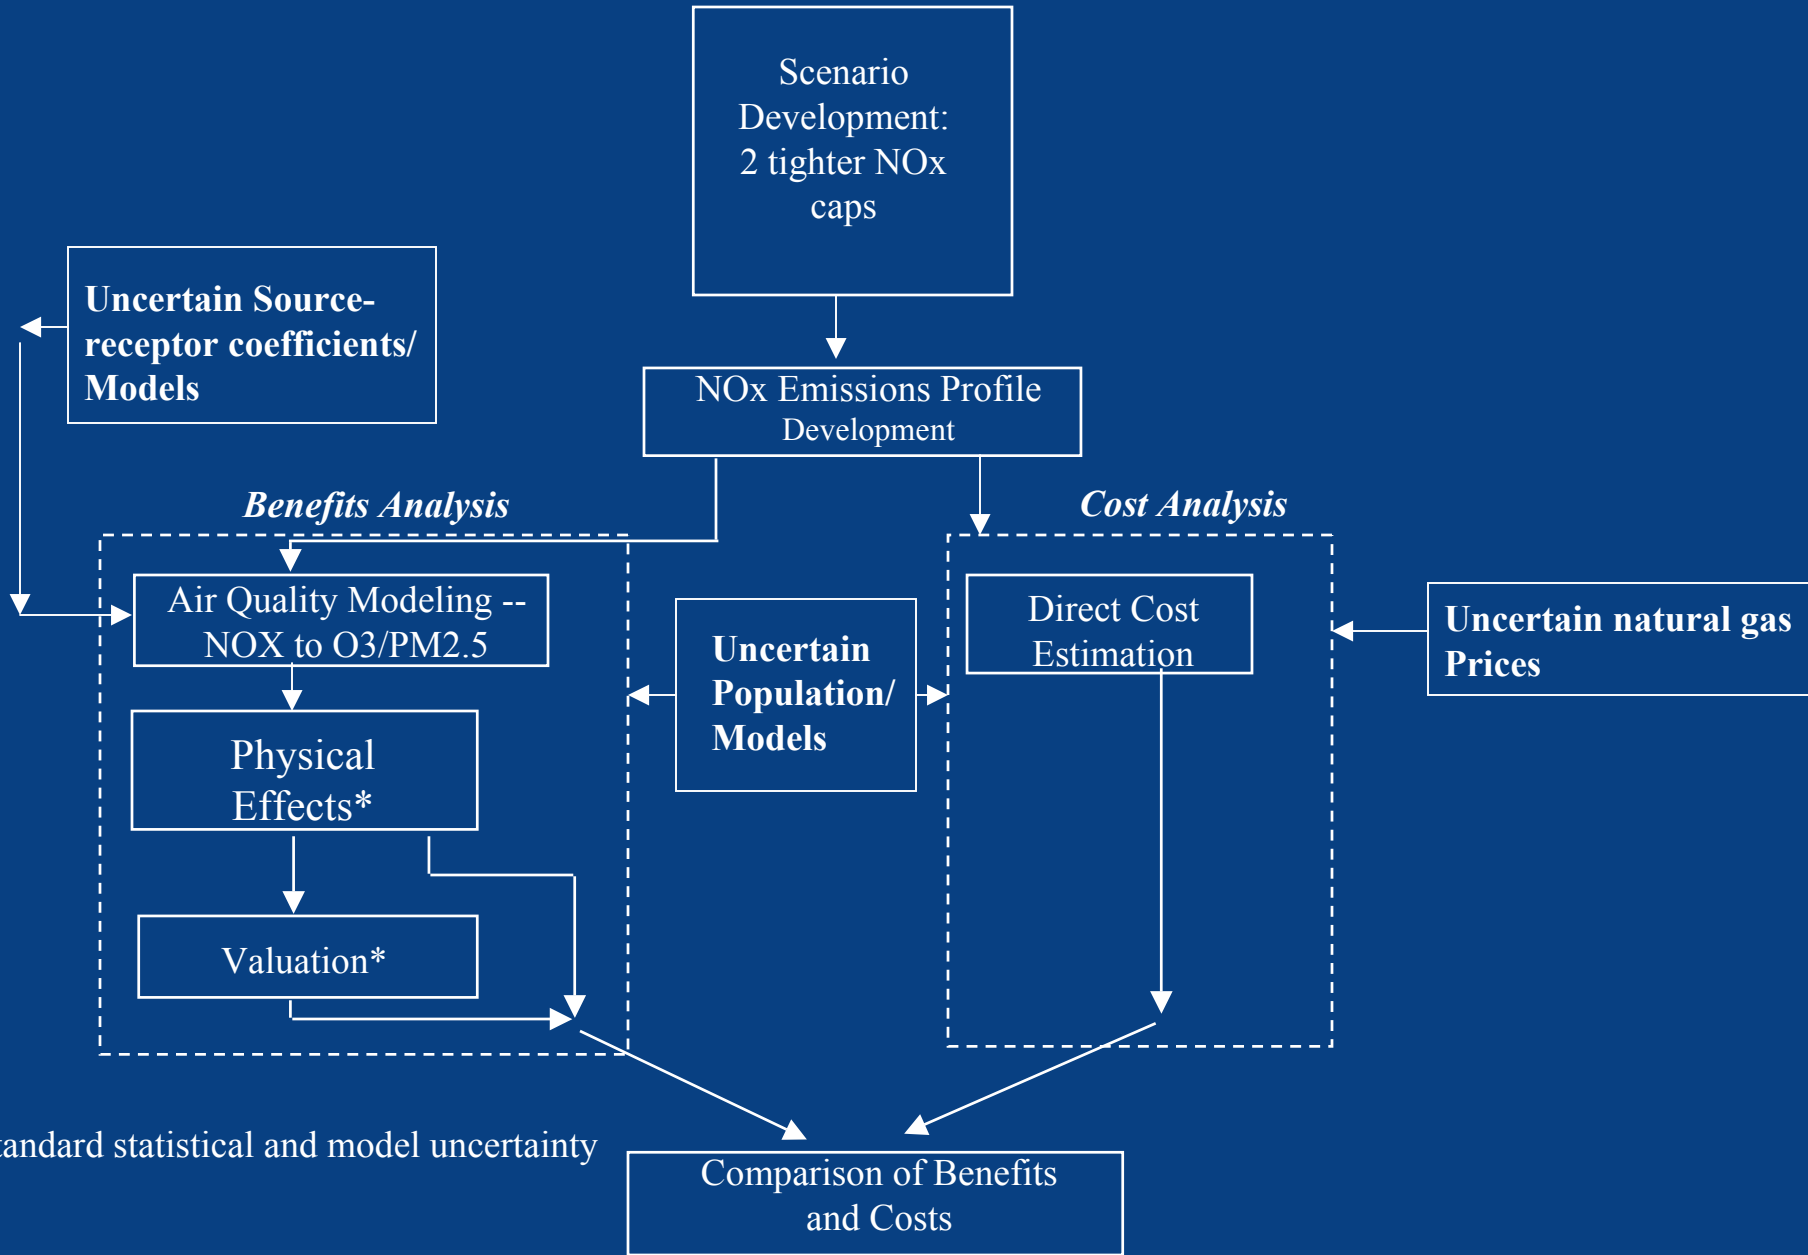 Scenario
Development:
2 tighter NOx
caps
Uncertain Source-
receptor coefficients/
Models
NOx Emissions Profile
Development
Benefits Analysis
Cost Analysis
Air Quality Modeling --
NOX to O3/PM2.5
Uncertain
Population/
Models
Direct Cost
Estimation
Uncertain natural gas
Prices
Physical
Effects*
Valuation*
tandard statistical and model uncertainty
Comparison of Benefits
and Costs